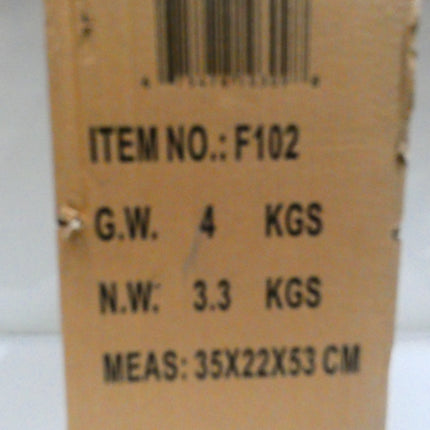 ITEM NO.: F102
G.W. 4 KGS
N.W. 3.3 KGS
MEAS: 35X22X53 CM